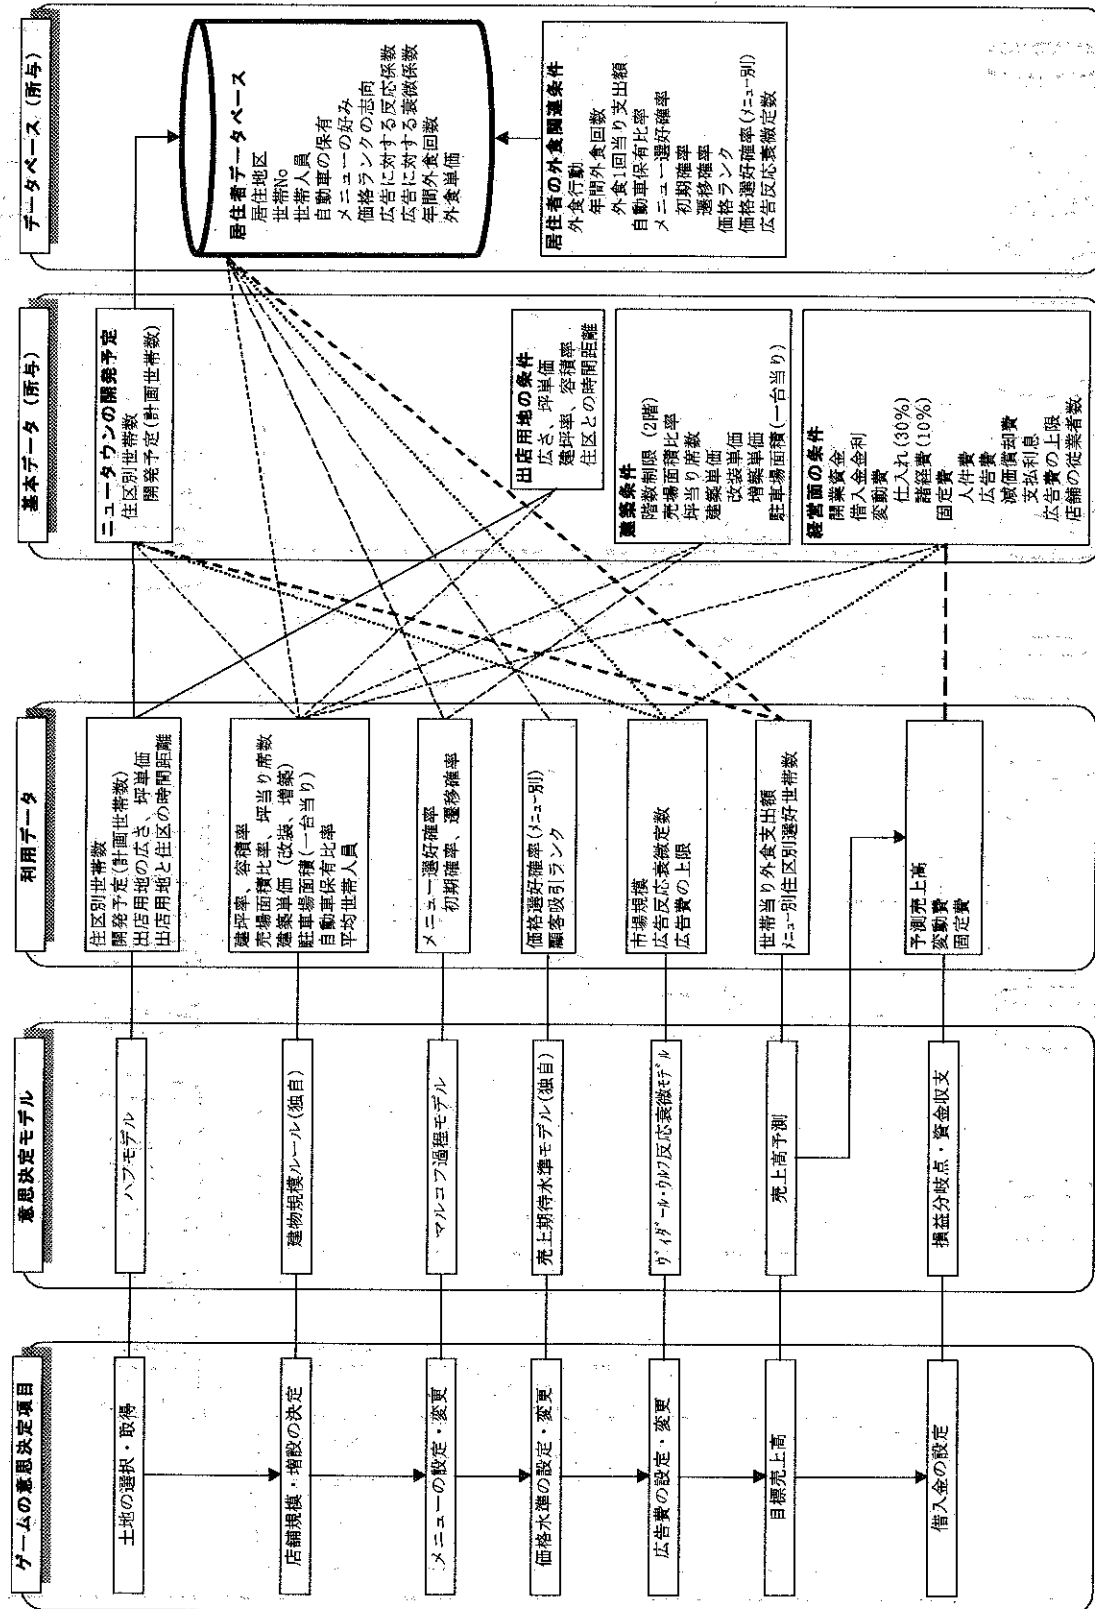 ゲームの意思決定項目
土地の選択・取得
店舗規模・増設の決定
メニューの設定・変更
価格水準の設定・変更
広告費の設定・変更
目標売上高
借入金の設定
意思決定モデル
ハフモデル
建物規模ルール(独自)
マルコフ過程モデル
売上期待水準モデル(独自)
ヴィダール・ウルフ反応衰微モデル
売上高予測
損益分岐点・資金収支
利用データ
住区別世帯数
開発予定(計画世帯数)
出店用地の広さ、坪単価
出店用地と住区の時間距離
建坪率、容積率
売場面積比率、坪当り席数
建築単価(改装、増築)
駐車場面積(一台当り)
自動車保有比率
平均世帯人員
メニュー選好確率
初期確率、遷移確率
価格選好確率(メニュー別)
顧客吸引ランク
市場規模
広告反応衰微定数
広告費の上限
世帯当り外食支出額
メニュー別住区別選好世帯数
予測売上高
変動費
固定費
基本データ(所与)
ニュータウンの開発予定
住区別世帯数
開発予定(計画世帯数)
出店用地の条件
広さ、坪単価
建坪率、容積率
住区との時間距離
建築条件
階数制限(2階)
売場面積比率
坪当り席数
建築単価
改装単価
増築単価
駐車場面積(一台当り)
経営面の条件
開業資金
借入金金利
変動費
仕入れ(30%)
諸経費(10%)
固定費
人件費
広告費
減価償却費
支払利息
広告費の上限
店舗の従業者数
データベース(所与)
居住者データベース
居住地区
世帯No
世帯人員
自動車の保有
メニューの好み
価格ランクの志向
広告に対する反応係数
広告に対する衰微係数
年間外食回数
外食単価
居住者の外食関連条件
外食行動
年間外食回数
外食1回当り支出額
自動車保有比率
メニュー選好確率
初期確率
遷移確率
価格ランク
価格選好確率(メニュー別)
広告反応衰微定数